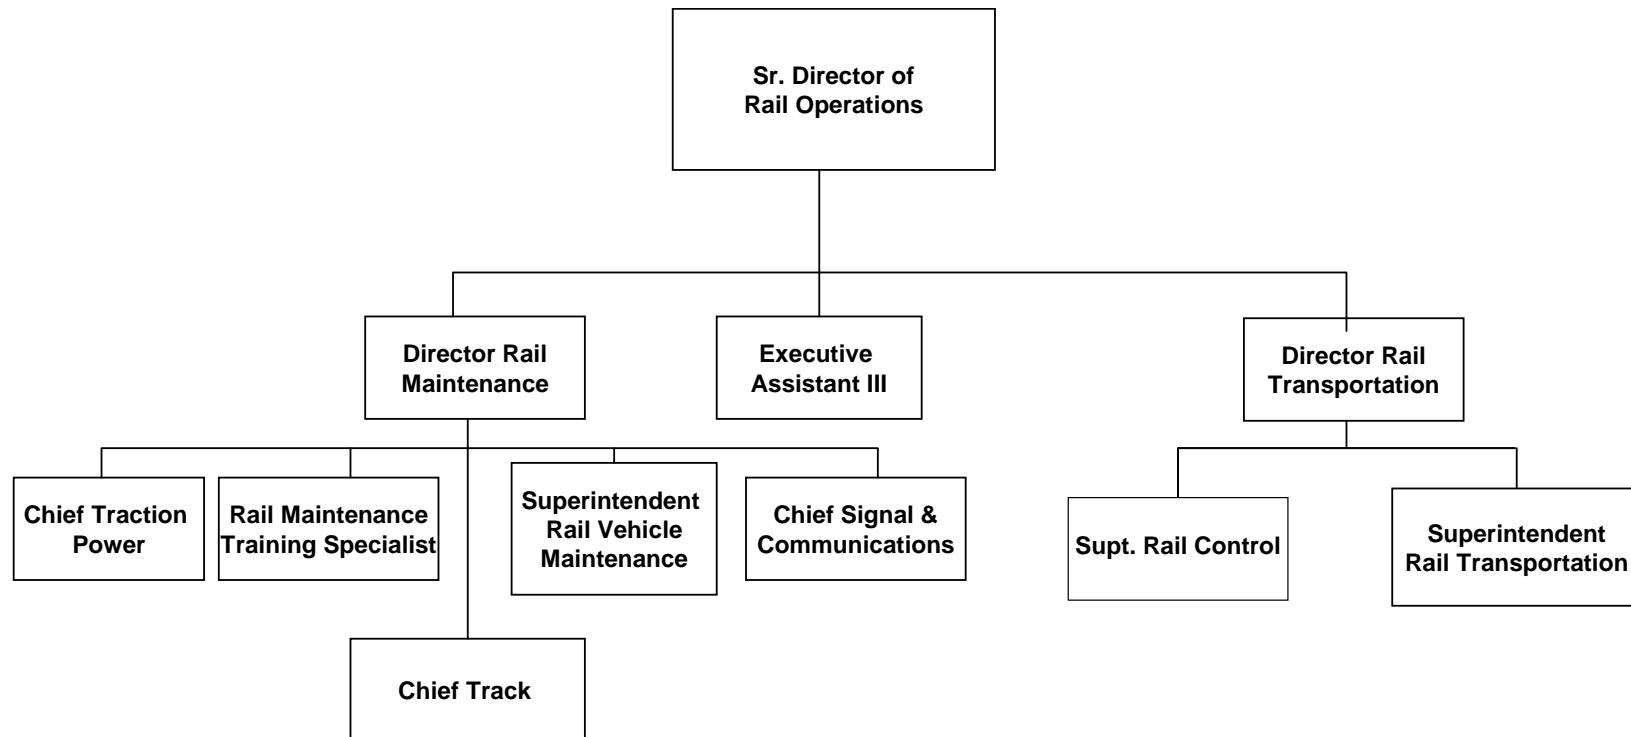 Sr. Director of
Rail Operations
Director Rail
Maintenance
Executive
Assistant III
Director Rail
Transportation
Chief Traction
Power
Rail Maintenance
Training Specialist
Superintendent
Rail Vehicle
Maintenance
Chief Signal &
Communications
Supt. Rail Control
Superintendent
Rail Transportation
Chief Track